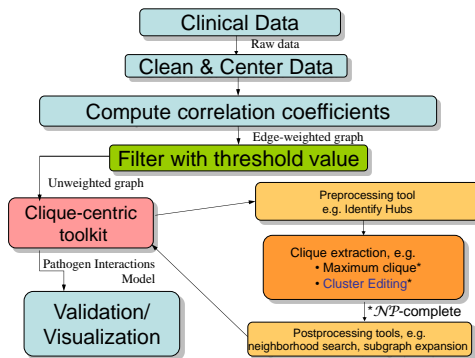 Clinical Data
Raw data
Clean & Center Data
Compute correlation coefficients
Edge-weighted graph
Filter with threshold value
Unweighted graph
Clique-centric
toolkit
Pathogen Interactions
Model
Validation/
Visualization
Preprocessing tool
e.g. Identify Hubs
Clique extraction, e.g.
• Maximum clique*
• Cluster Editing*
*NP-complete
Postprocessing tools, e.g.
neighborhood search, subgraph expansion